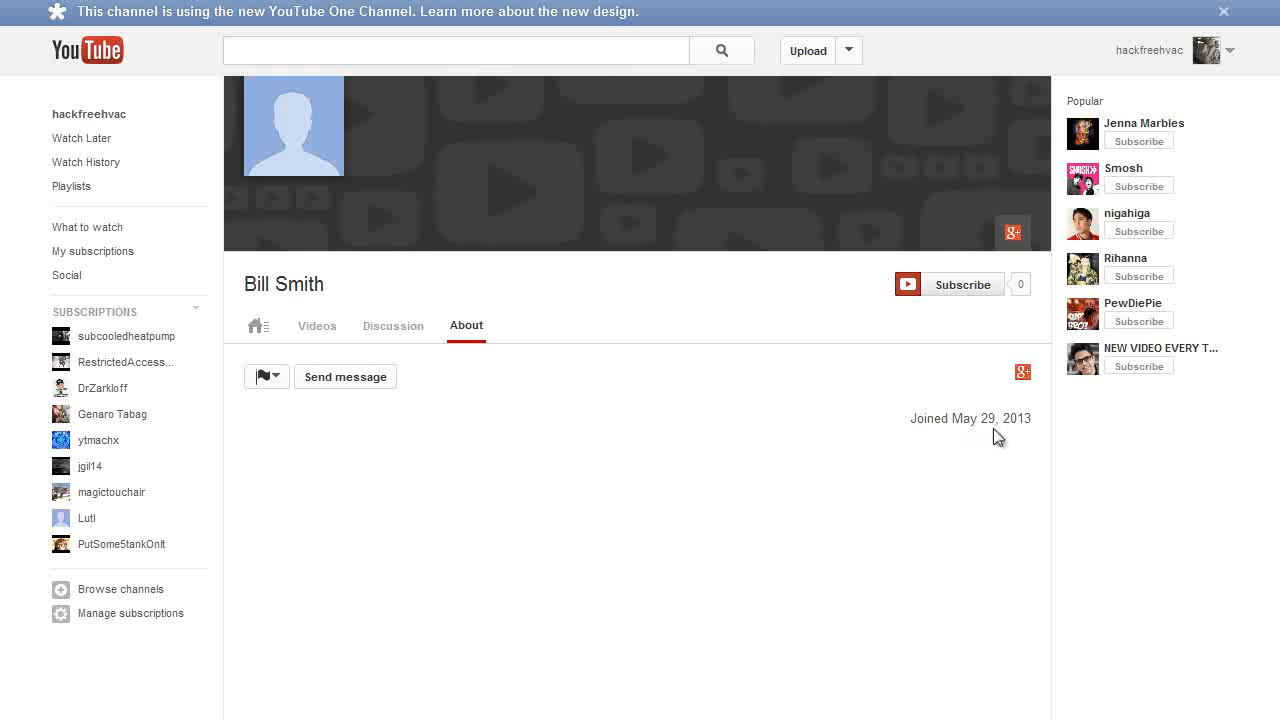 This channel is using the new YouTube One Channel. Learn more about the new design.
YouTube
Upload
hackfreehvac
hackfreehvac
Watch Later
Watch History
Playlists
What to watch
My subscriptions
Social
SUBSCRIPTIONS
subcooledheatpump
RestrictedAccess...
DrZarkloff
Genaro Tabag
ytmachx
jgil14
magictouchair
Lutl
PutSome5tankOnIt
Browse channels
Manage subscriptions
g+
Bill Smith
Subscribe
0
Videos
Discussion
About
Send message
g+
Joined May 29, 2013
Popular
Jenna Marbles
Subscribe
SMOSH
Smosh
Subscribe
nigahiga
Subscribe
Rihanna
Subscribe
PewDiePie
Subscribe
NEW VIDEO EVERY T...
Subscribe